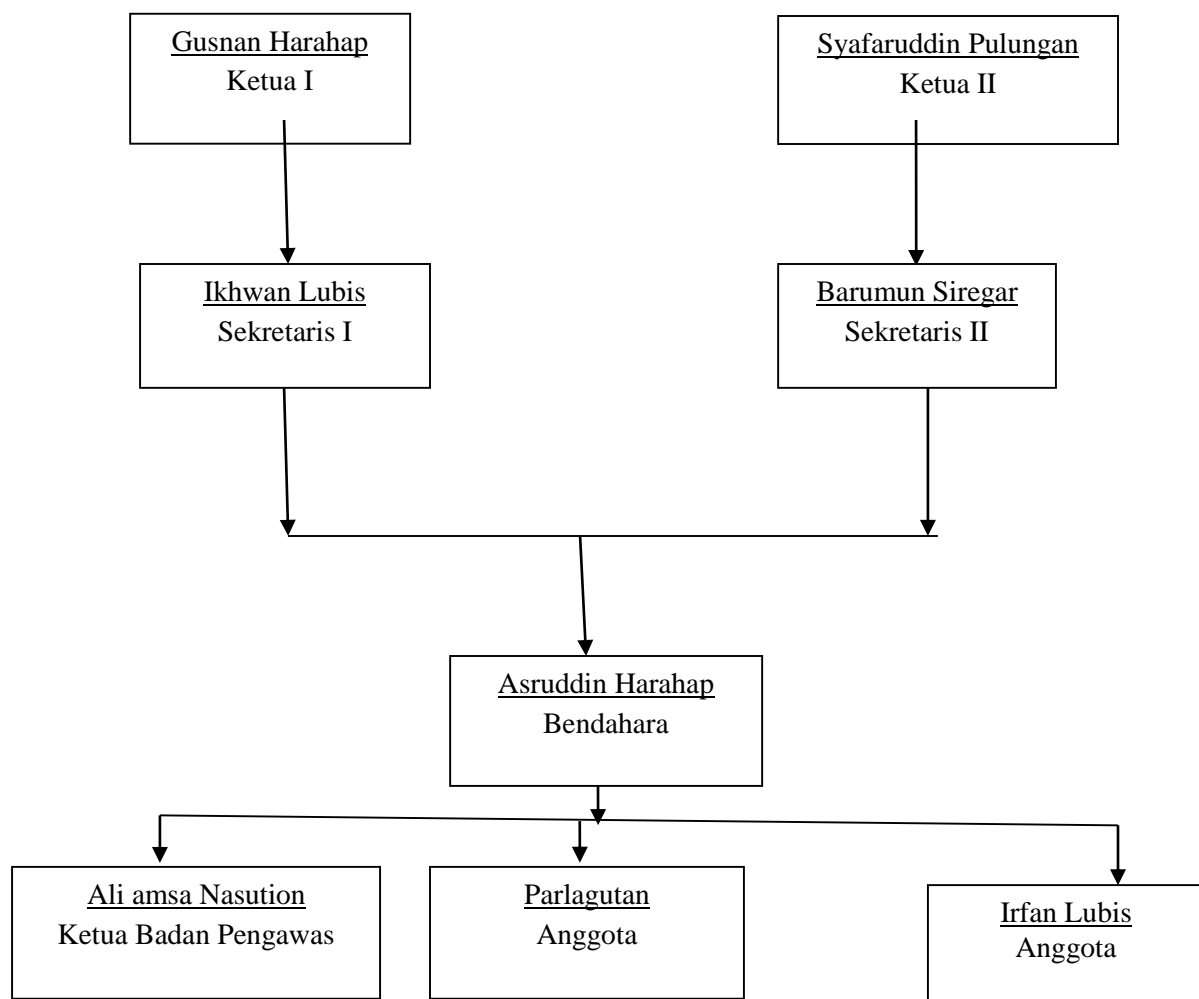 Gusnan Harahap
Ketua I
Syafaruddin Pulungan
Ketua II
Ikhwan Lubis
Sekretaris I
Barumun Siregar
Sekretaris II
Asruddin Harahap
Bendahara
Ali amsa Nasution
Ketua Badan Pengawas
Parlagutan
Anggota
Irfan Lubis
Anggota